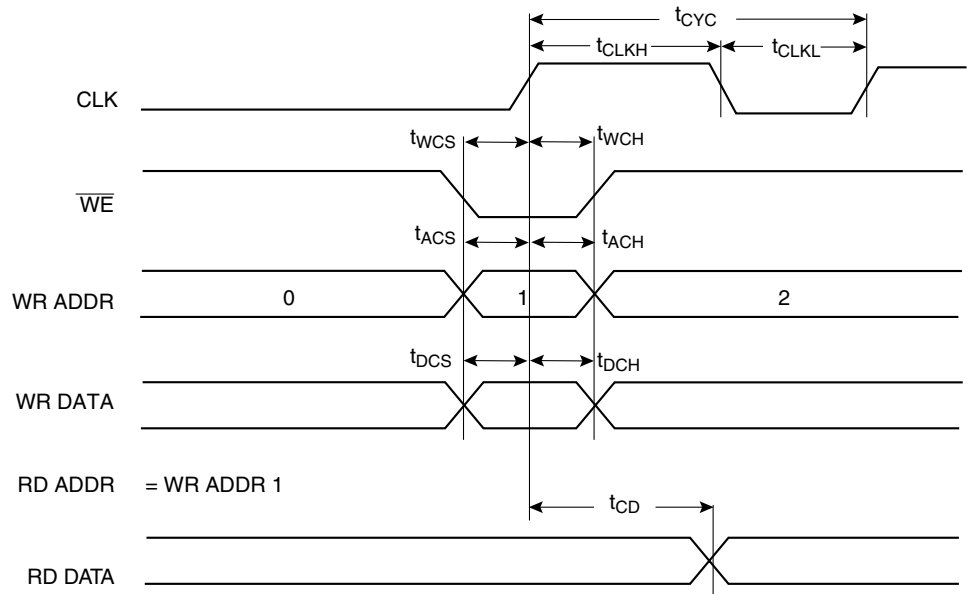 tCYC
tCLKH tCLKL
CLK
tWCS tWCH
WE
tACS tACH
WR ADDR 0 1 2
tDCS tDCH
WR DATA
RD ADDR = WR ADDR 1
tCD
RD DATA